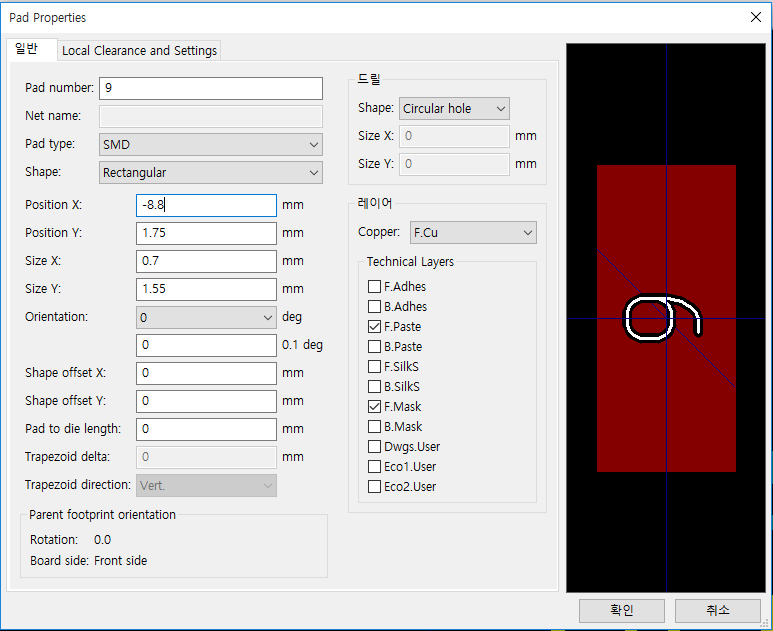 Pad Properties
일반
Local Clearance and Settings
Pad number: 9
Net name:
Pad type: SMD
Shape: Rectangular
Position X: -8.8 mm
Position Y: 1.75 mm
Size X: 0.7 mm
Size Y: 1.55 mm
Orientation: 0 deg
0 0.1 deg
Shape offset X: 0 mm
Shape offset Y: 0 mm
Pad to die length: 0 mm
Trapezoid delta: 0 mm
Trapezoid direction: Vert.
Parent footprint orientation
Rotation: 0.0
Board side: Front side
드릴
Shape: Circular hole
Size X: 0 mm
Size Y: 0 mm
레이어
Copper: F.Cu
Technical Layers
F.Adhes
B.Adhes
F.Paste
B.Paste
F.SilkS
B.SilkS
F.Mask
B.Mask
Dwgs.User
Eco1.User
Eco2.User
9
확인
취소